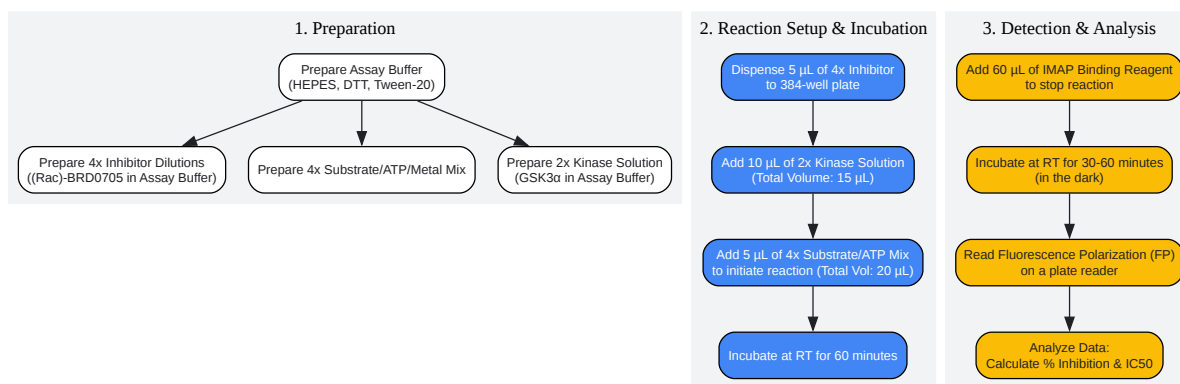 1. Preparation
Prepare Assay Buffer
(HEPES, DTT, Tween-20)
Prepare 4x Inhibitor Dilutions
((Rac)-BRD0705 in Assay Buffer)
Prepare 4x Substrate/ATP/Metal Mix
Prepare 2x Kinase Solution
(GSK3α in Assay Buffer)
2. Reaction Setup & Incubation
Dispense 5 µL of 4x Inhibitor
to 384-well plate
Add 10 µL of 2x Kinase Solution
(Total Volume: 15 µL)
Add 5 µL of 4x Substrate/ATP Mix
to initiate reaction (Total Vol: 20 µL)
Incubate at RT for 60 minutes
3. Detection & Analysis
Add 60 µL of IMAP Binding Reagent
to stop reaction
Incubate at RT for 30-60 minutes
(in the dark)
Read Fluorescence Polarization (FP)
on a plate reader
Analyze Data:
Calculate % Inhibition & IC50